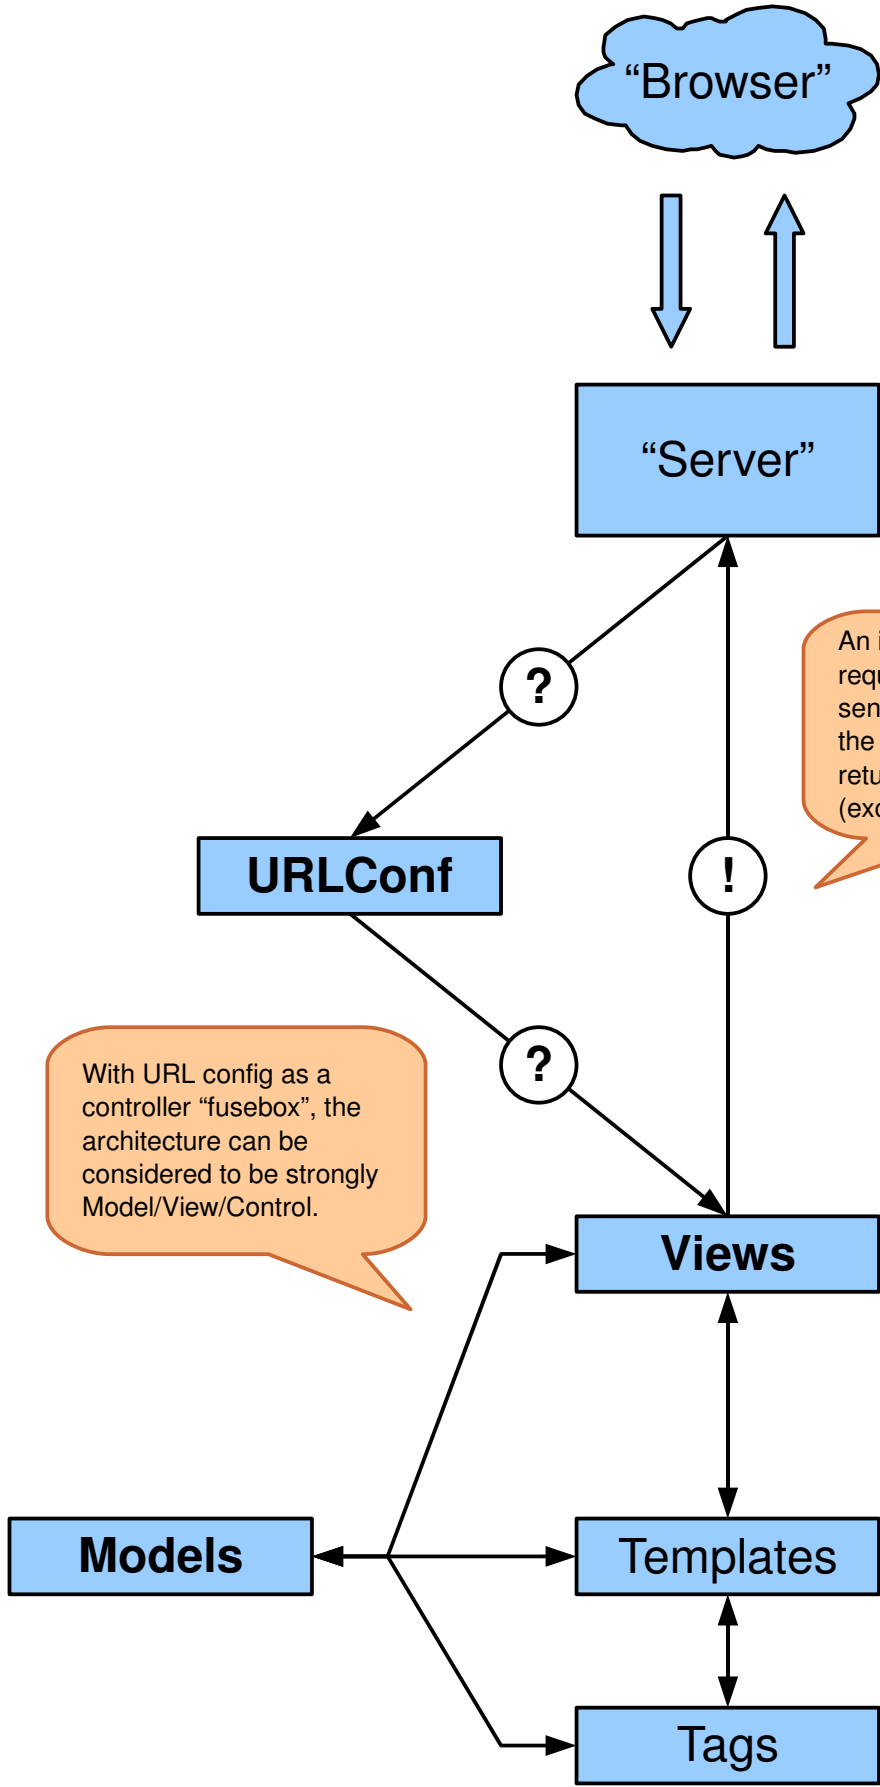 “Browser”
“Server”
?
An
the
URLConf
!
?
With URL config as a
controller “fusebox”, the
architecture can be
considered to be strongly
Model/View/Control.
Views
Models
Templates
Tags